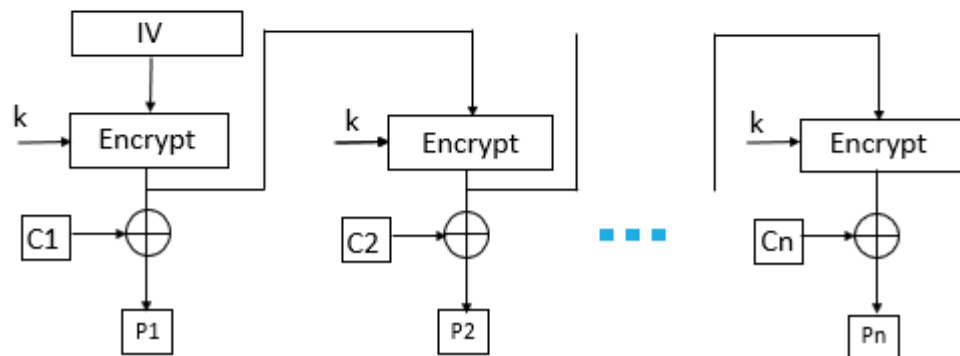 IV
k
Encrypt
k
Encrypt
k
Encrypt
C1
C2
Cn
P1
P2
Pn